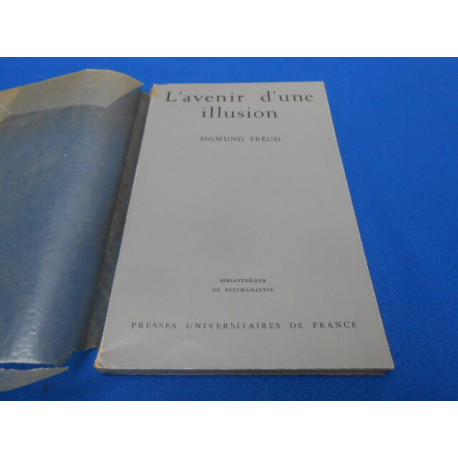 L'avenir d'une
illusion
SIGMUND FREUD
BIBLIOTHÈQUE
DE PSYCHANALYSE
PRESSES UNIVERSITAIRES DE FRANCE